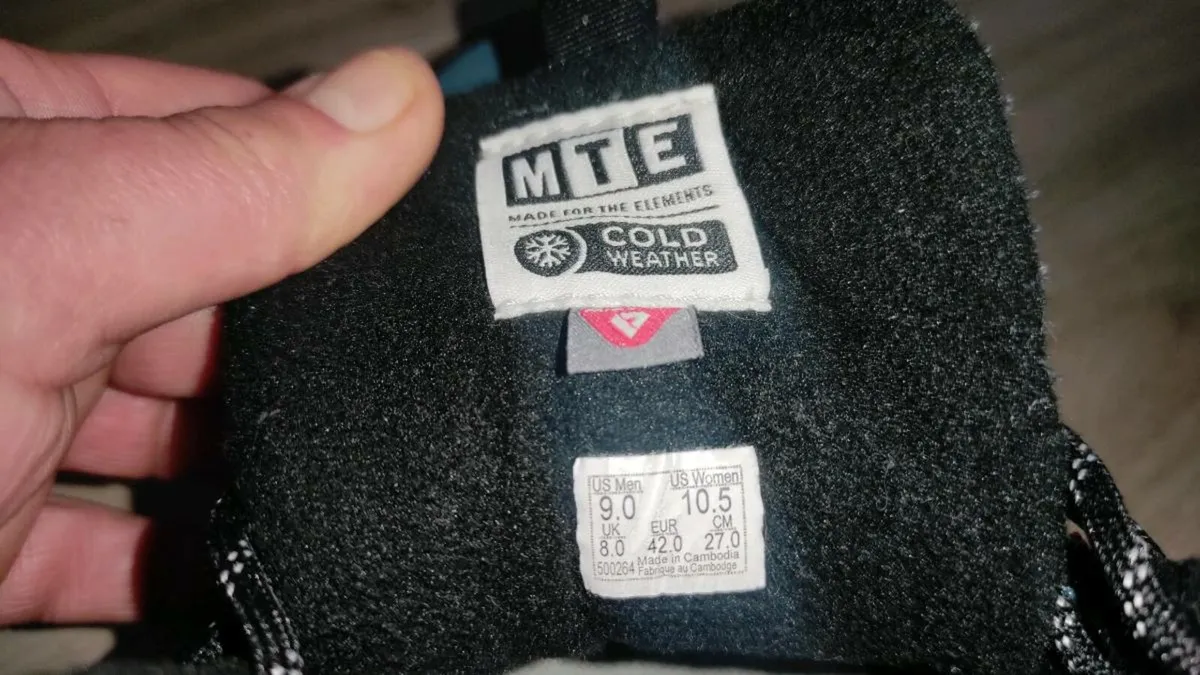 MTE
MADE FOR THE ELEMENTS
COLD
WEATHER
US Men US Women
9.0 10.5
UK EUR CM
8.0 42.0 27.0
500264 Made in Cambodia
Fabriqué au Cambodge